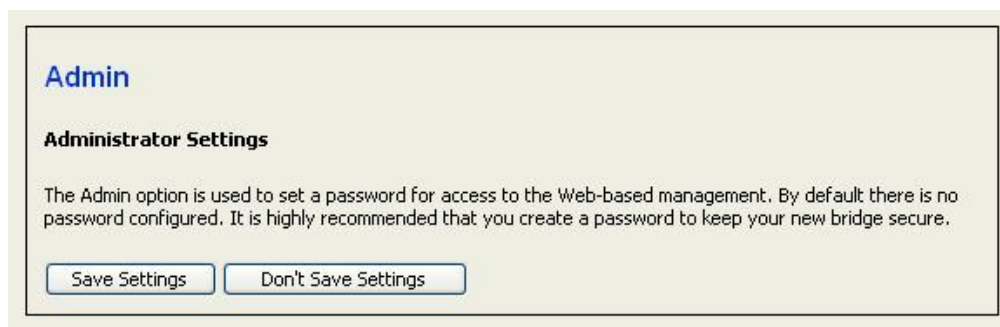 Admin
Administrator Settings
The Admin option is used to set a password for access to the Web-based management. By default there is no
password configured. It is highly recommended that you create a password to keep your new bridge secure.
Save Settings Don't Save Settings